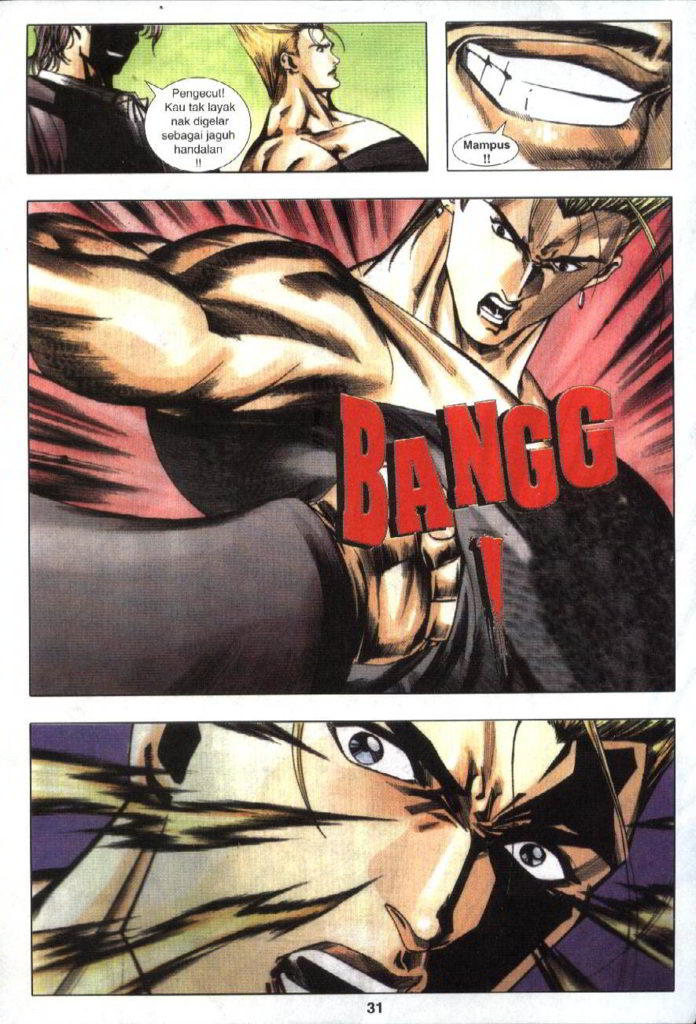 Pengecut!
Kau tak layak
nak digelar
sebagai jaguh
handalan
!!
Mampus
!!
BANGG
!
31